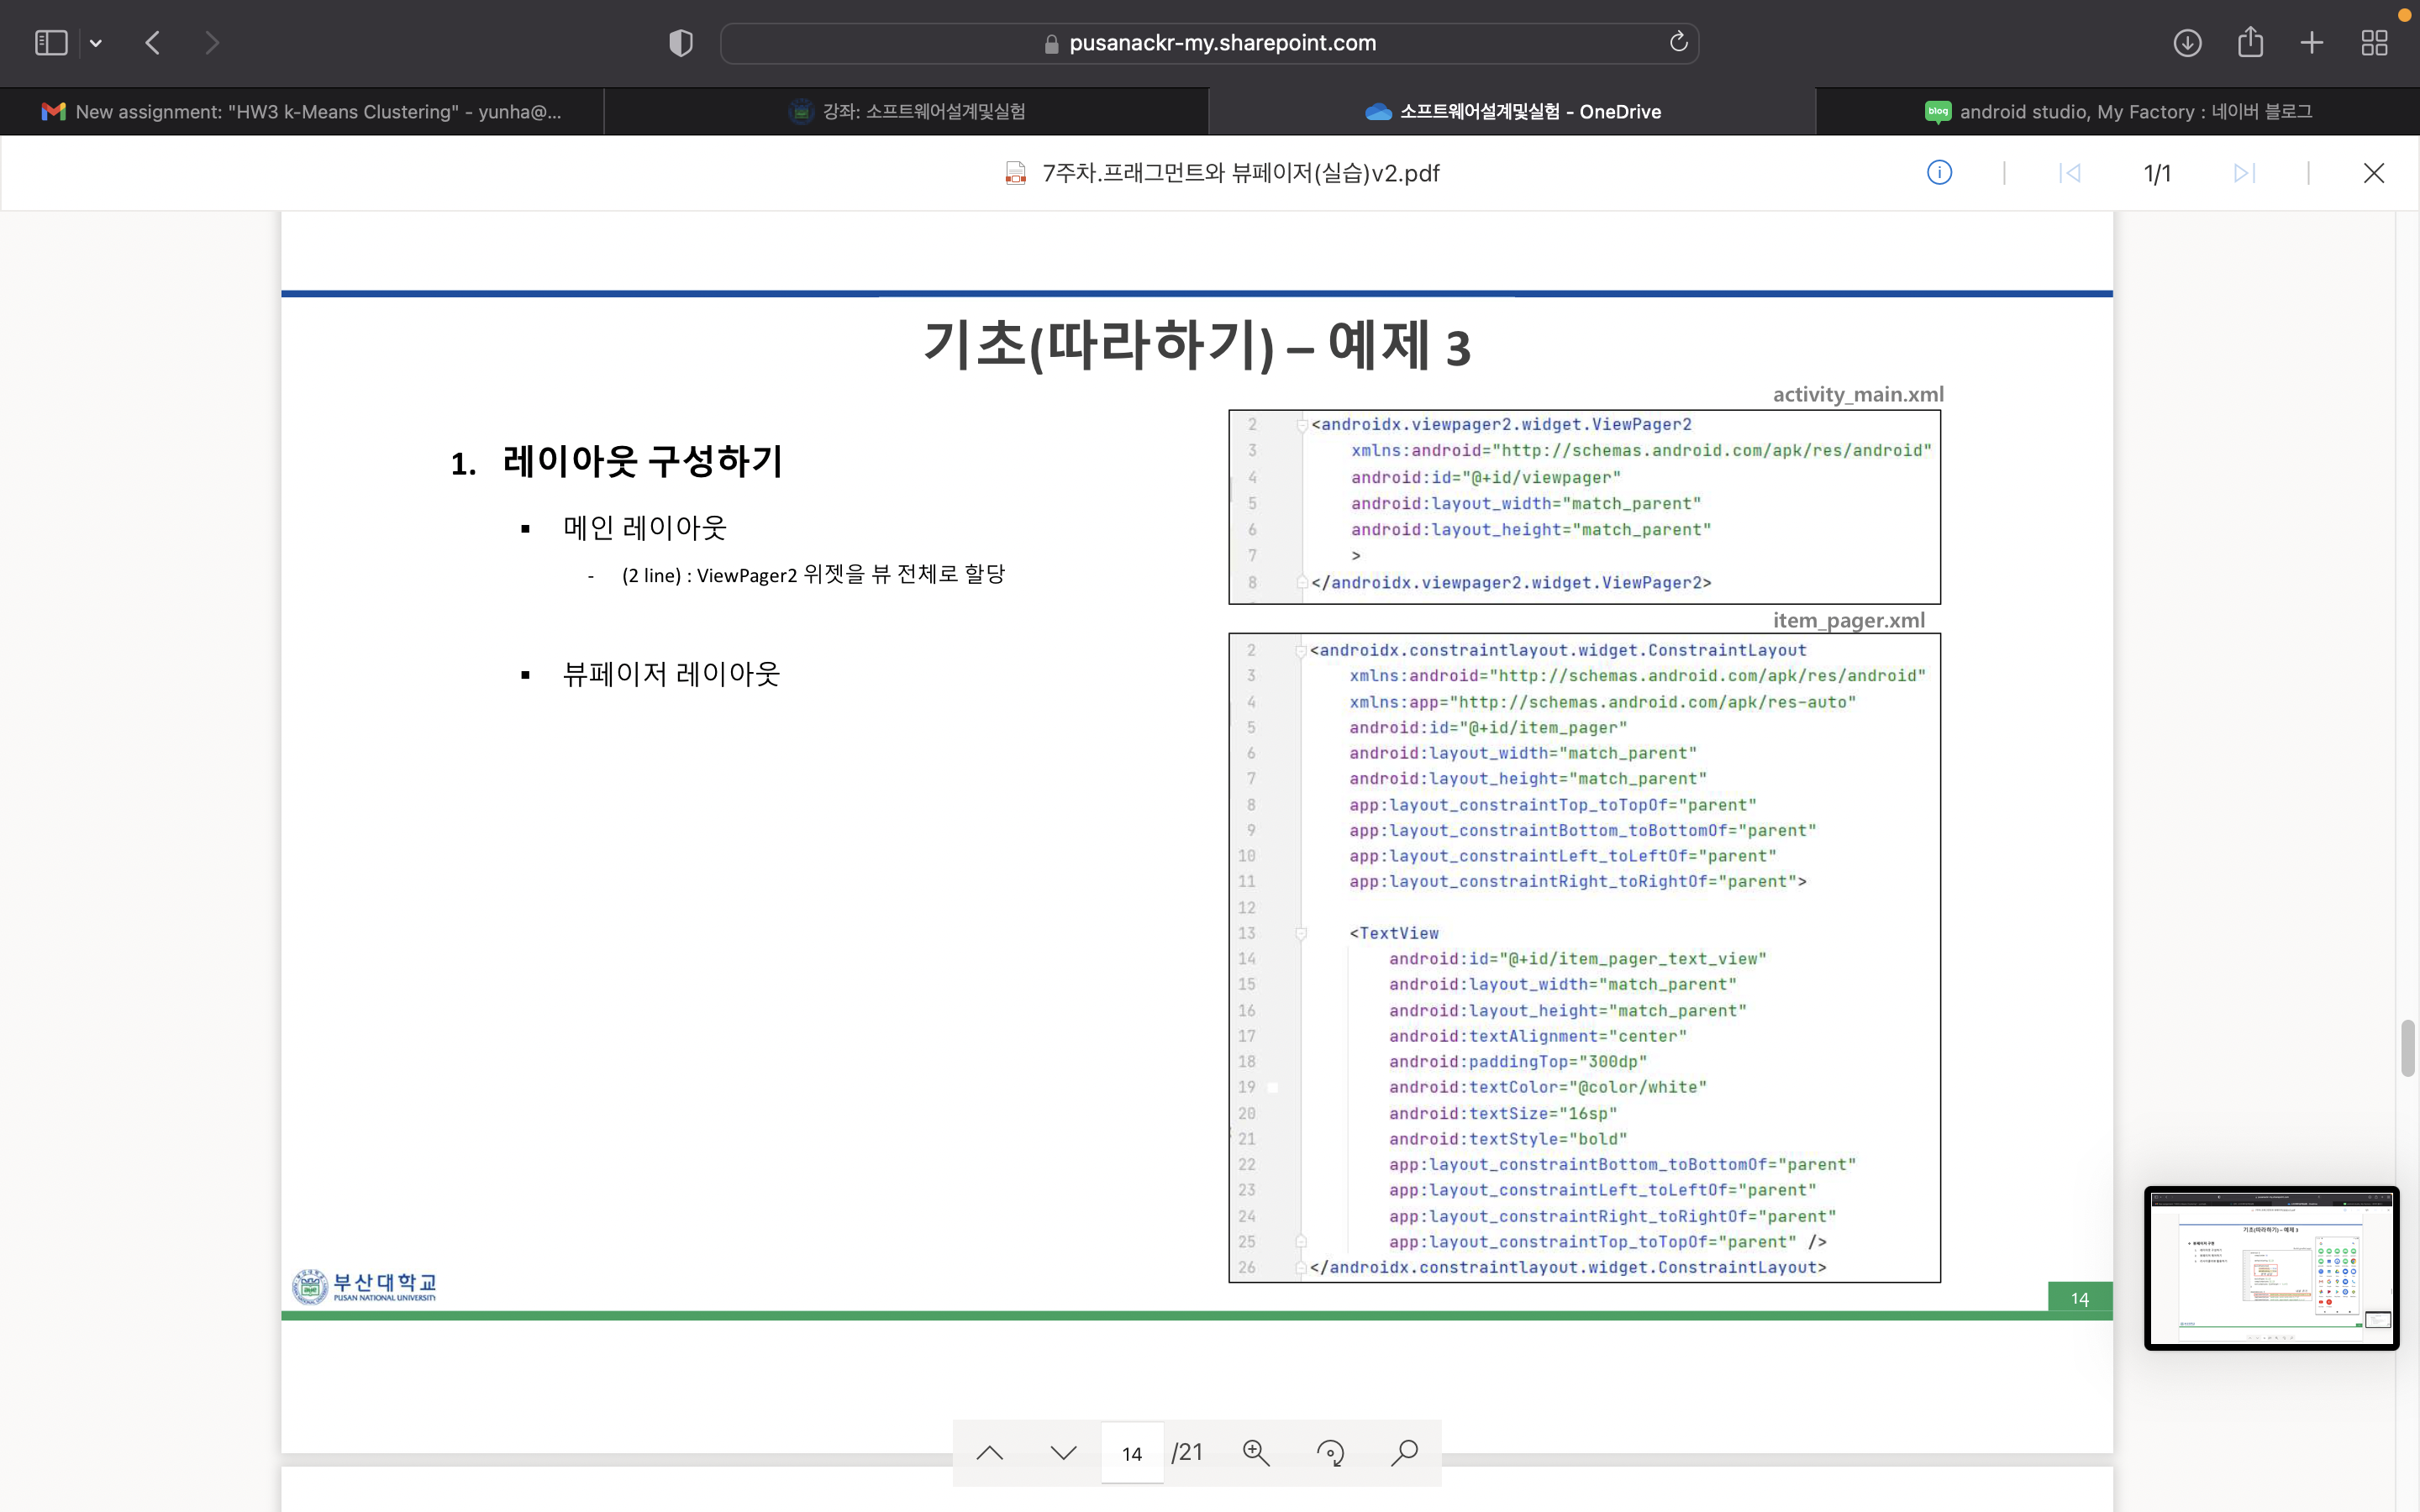 pusanackr-my.sharepoint.com
New assignment: "HW3 k-Means Clustering" - yunha@...
강좌: 소프트웨어설계및실험
소프트웨어설계및실험 - OneDrive
blog
android studio, My Factory : 네이버 블로그
7주차.프래그먼트와 뷰페이저(실습)v2.pdf
1/1
기초(따라하기) – 예제 3
1. 레이아웃 구성하기
▪ 메인 레이아웃
- (2 line) : ViewPager2 위젯을 뷰 전체로 할당
▪ 뷰페이저 레이아웃
activity_main.xml
2 <androidx.viewpager2.widget.ViewPager2
3 xmlns:android="http://schemas.android.com/apk/res/android"
4 android:id="@+id/viewpager"
5 android:layout_width="match_parent"
6 android:layout_height="match_parent"
7 >
8 </androidx.viewpager2.widget.ViewPager2>
item_pager.xml
2 <androidx.constraintlayout.widget.ConstraintLayout
3 xmlns:android="http://schemas.android.com/apk/res/android"
4 xmlns:app="http://schemas.android.com/apk/res-auto"
5 android:id="@+id/item_pager"
6 android:layout_width="match_parent"
7 android:layout_height="match_parent"
8 app:layout_constraintTop_toTopOf="parent"
9 app:layout_constraintBottom_toBottomOf="parent"
10 app:layout_constraintLeft_toLeftOf="parent"
11 app:layout_constraintRight_toRightOf="parent">
12
13 <TextView
14 android:id="@+id/item_pager_text_view"
15 android:layout_width="match_parent"
16 android:layout_height="match_parent"
17 android:textAlignment="center"
18 android:paddingTop="300dp"
19 android:textColor="@color/white"
20 android:textSize="16sp"
21 android:textStyle="bold"
22 app:layout_constraintBottom_toBottomOf="parent"
23 app:layout_constraintLeft_toLeftOf="parent"
24 app:layout_constraintRight_toRightOf="parent"
25 app:layout_constraintTop_toTopOf="parent" />
26 </androidx.constraintlayout.widget.ConstraintLayout>
부산대학교
PUSAN NATIONAL UNIVERSITY
14
기초(따라하기) – 예제 3
14 /21